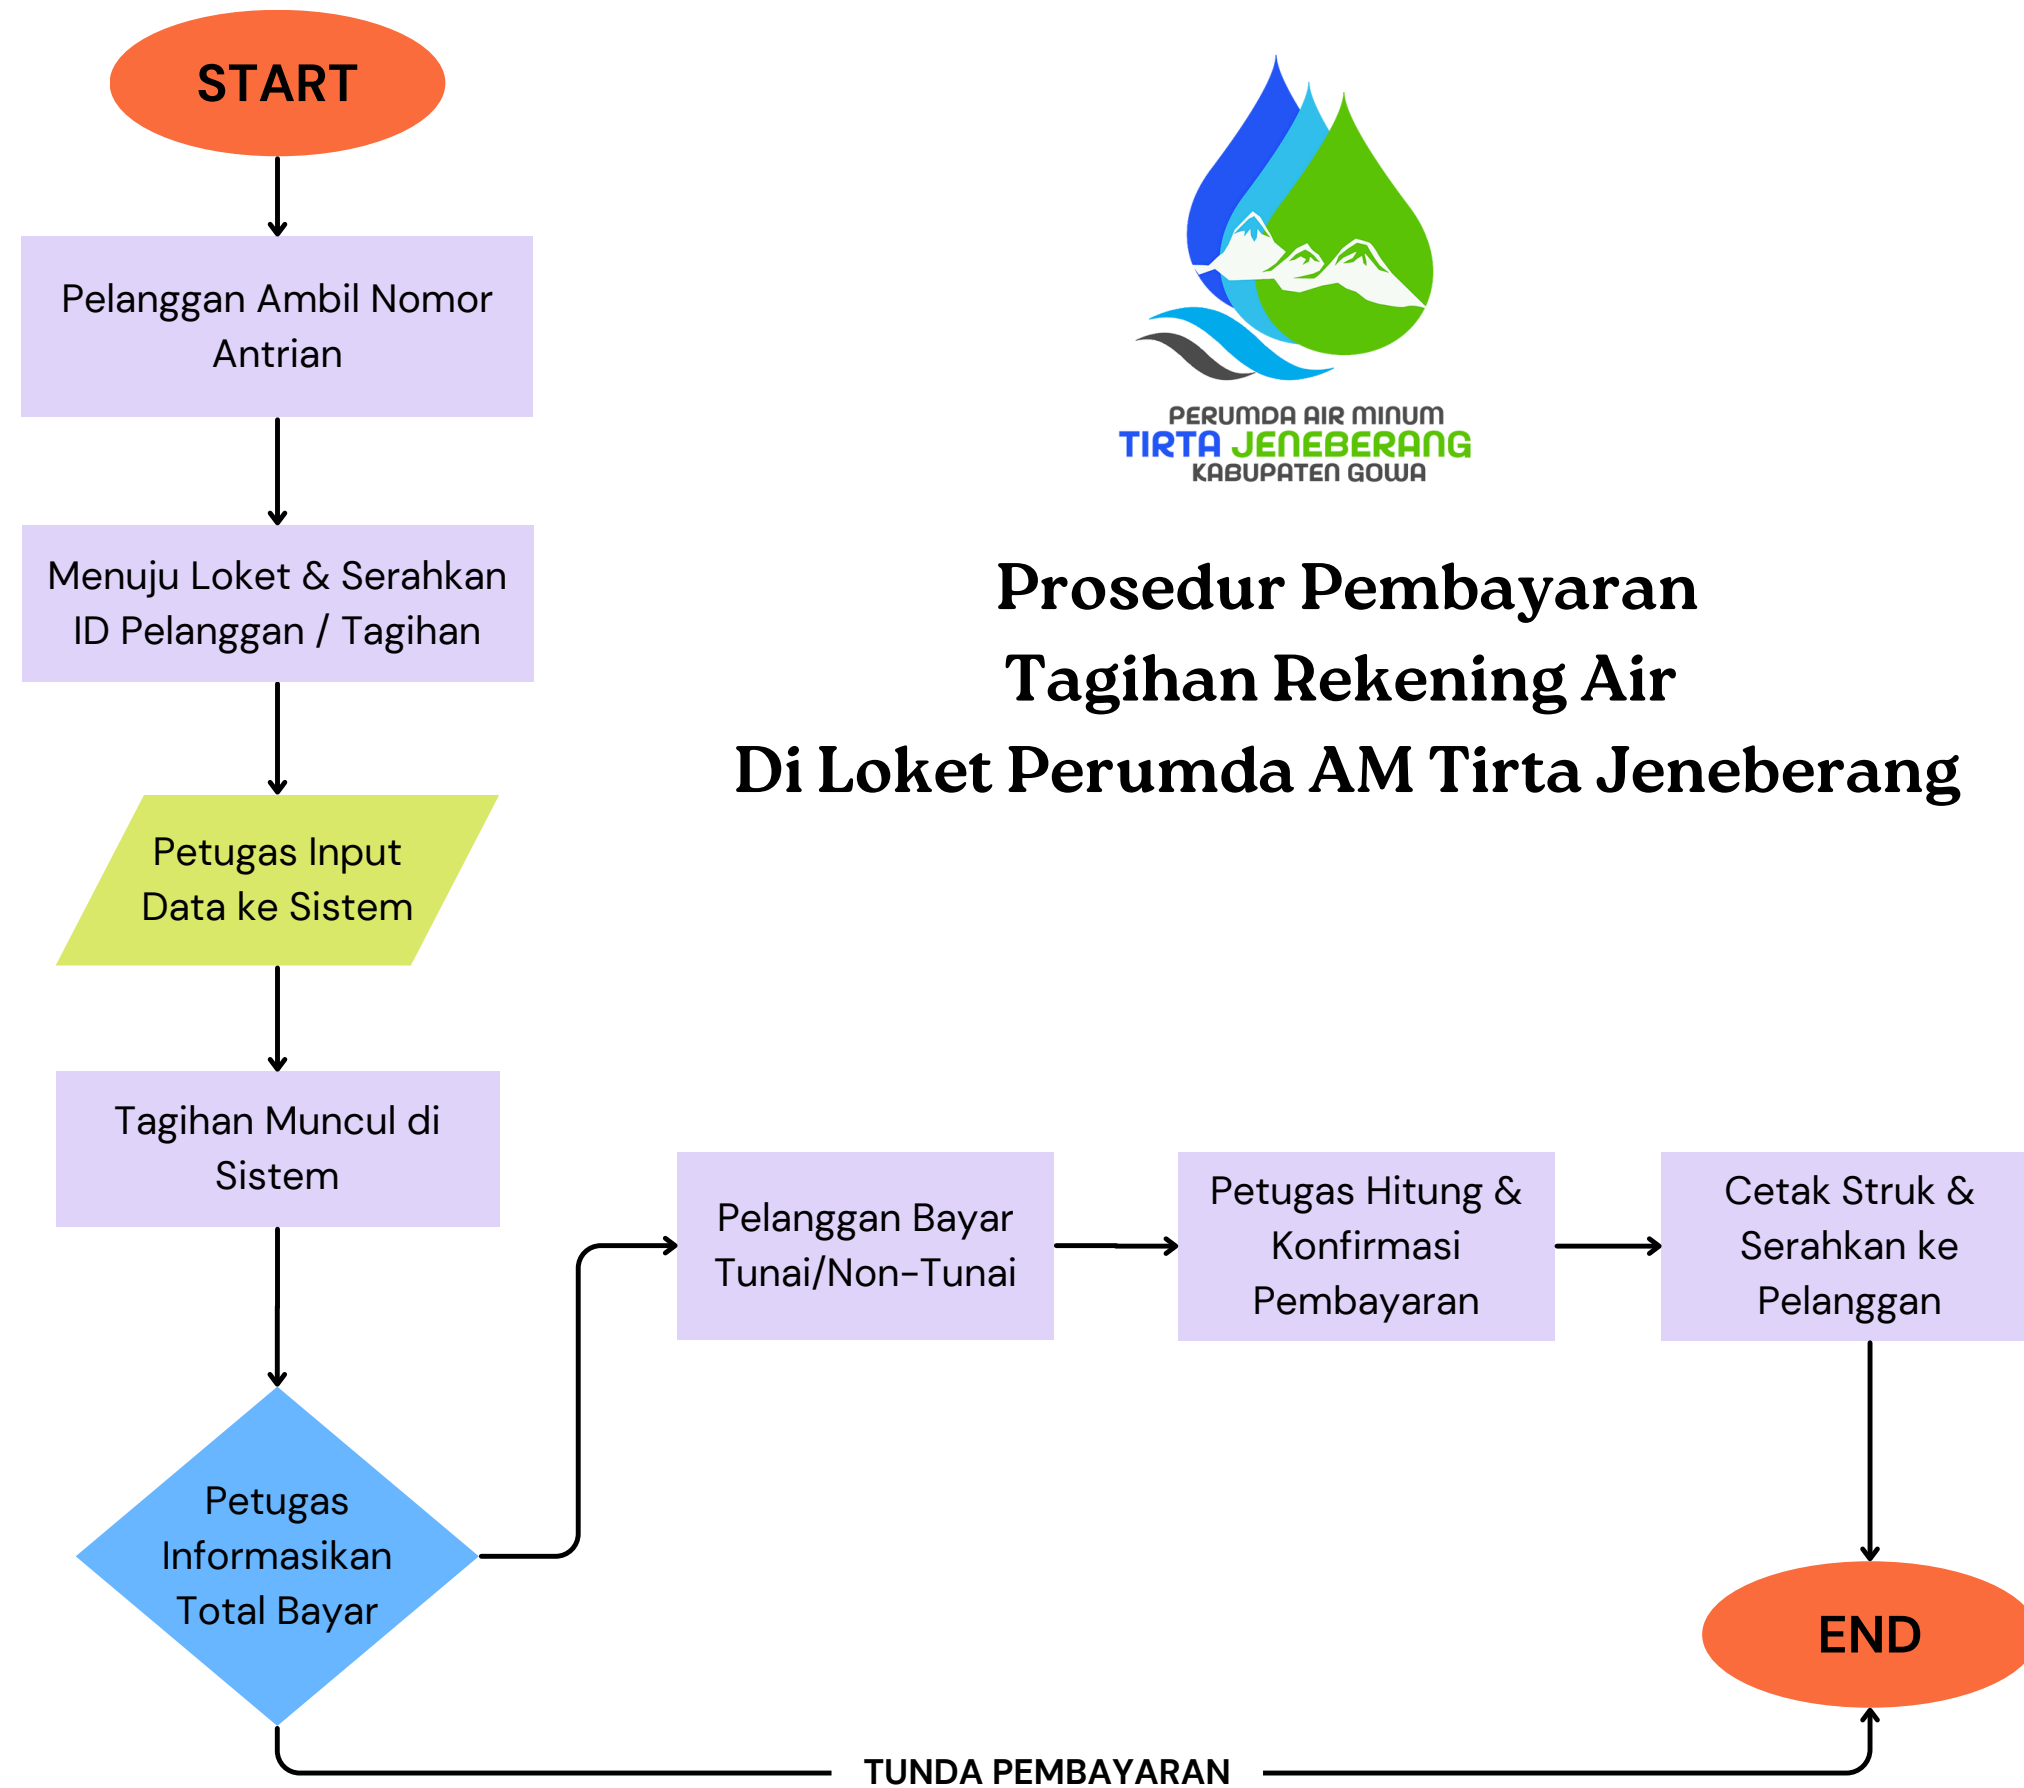 START
Pelanggan Ambil Nomor
Antrian
Menuju Loket & Serahkan
ID Pelanggan / Tagihan
Petugas Input
Data ke Sistem
Tagihan Muncul di
Sistem
Petugas
Informasikan
Total Bayar
PERUMDA AIR MINUM
TIRTA JENEBERANG
KABUPATEN GOWA
Prosedur Pembayaran
Tagihan Rekening Air
Di Loket Perumda AM Tirta Jeneberang
Pelanggan Bayar
Tunai/Non-Tunai
Petugas Hitung &
Konfirmasi
Pembayaran
Cetak Struk &
Serahkan ke
Pelanggan
END
TUNDA PEMBAYARAN